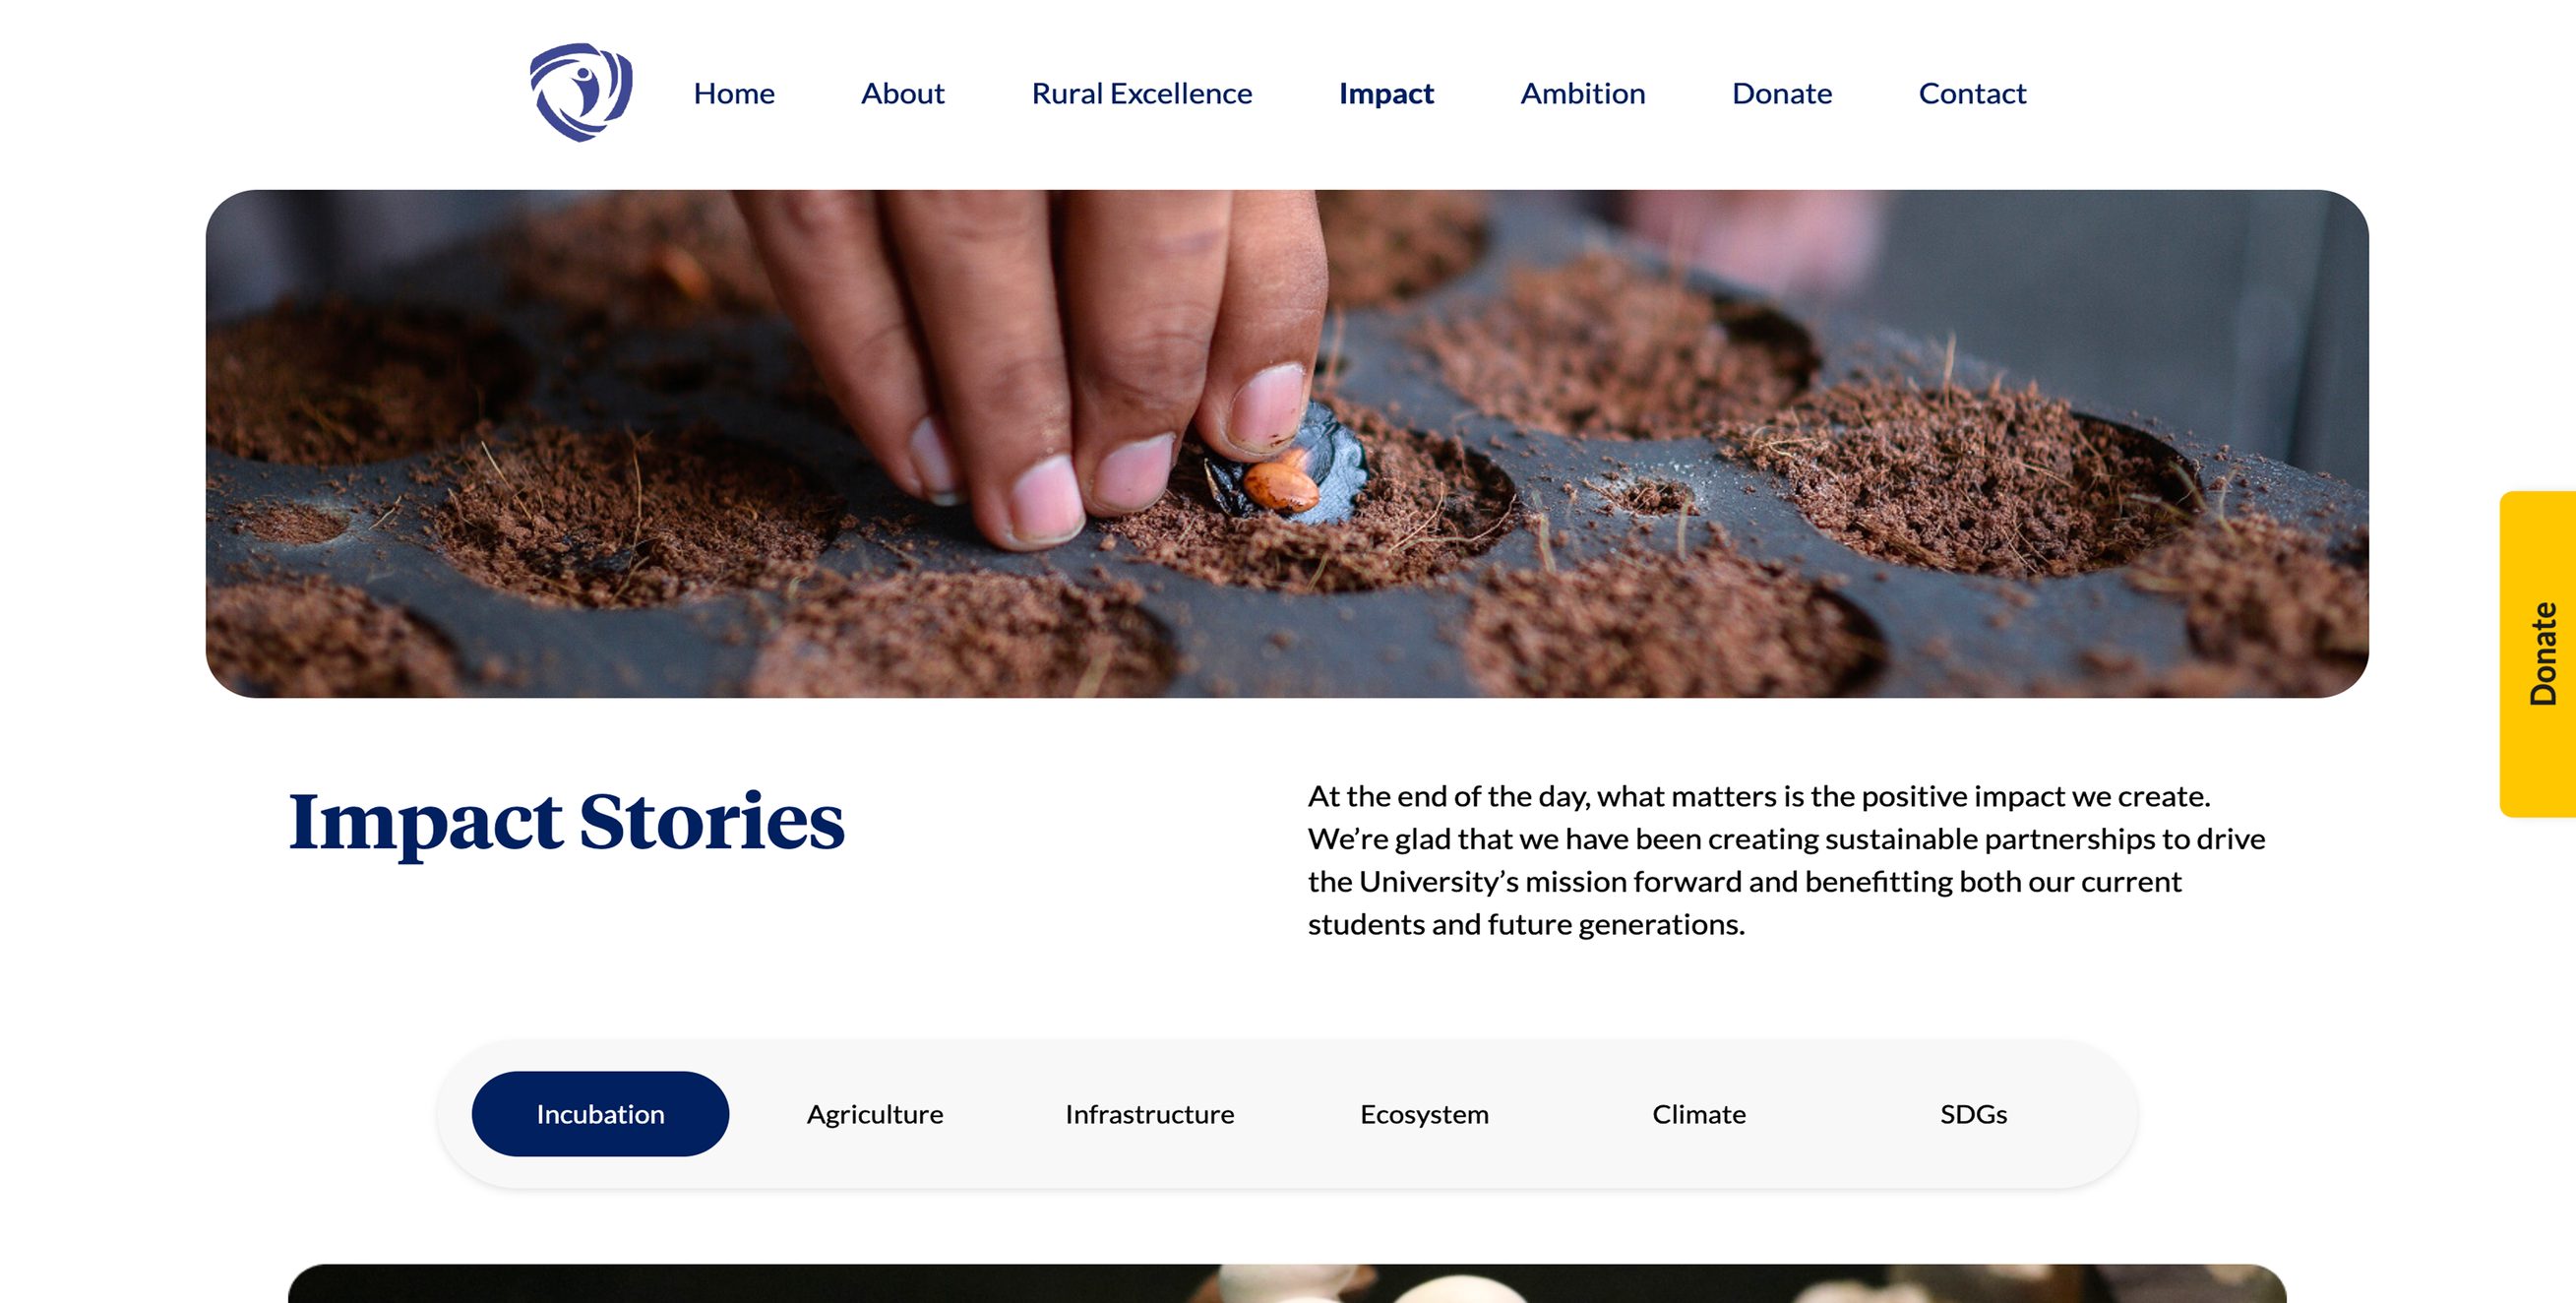 Home About Rural Excellence Impact Ambition Donate Contact
Donate
Impact Stories
At the end of the day, what matters is the positive impact we create.
We’re glad that we have been creating sustainable partnerships to drive
the University’s mission forward and benefitting both our current
students and future generations.
Incubation Agriculture Infrastructure Ecosystem Climate SDGs